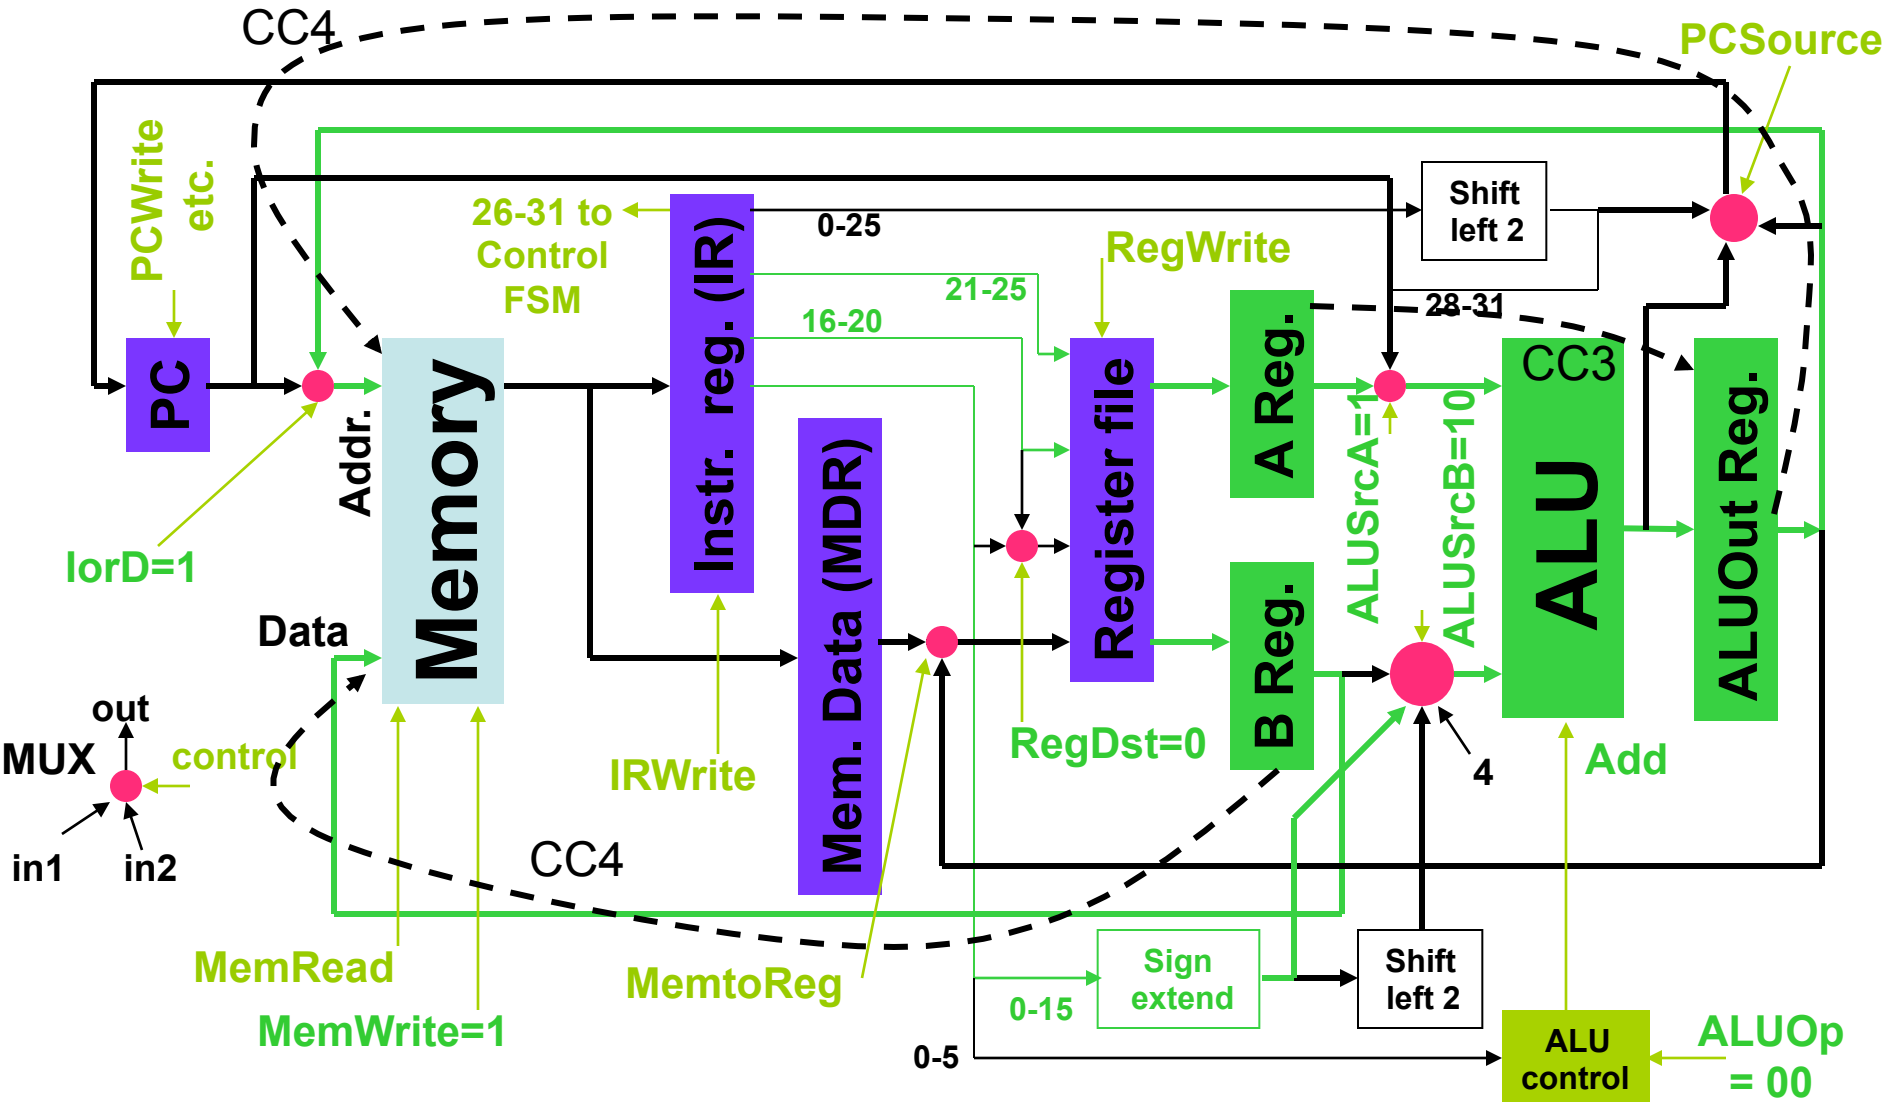 CC4
PCSource
PCWrite
etc.
26-31 to
Control
FSM
0-25
Shift
left 2
RegWrite
21-25
28-31
16-20
CC3
PC
Addr.
Memory
Instr. reg. (IR)
Mem. Data (MDR)
Register file
A Reg.
ALUSrcA=1
ALUSrcB=10
ALU
ALUOut Reg.
IorD=1
Data
B Reg.
out
MUX
control
in1
in2
CC4
IRWrite
RegDst=0
4
Add
MemRead
MemtoReg
MemWrite=1
Sign
extend
0-15
Shift
left 2
0-5
ALU
control
ALUOp
= 00